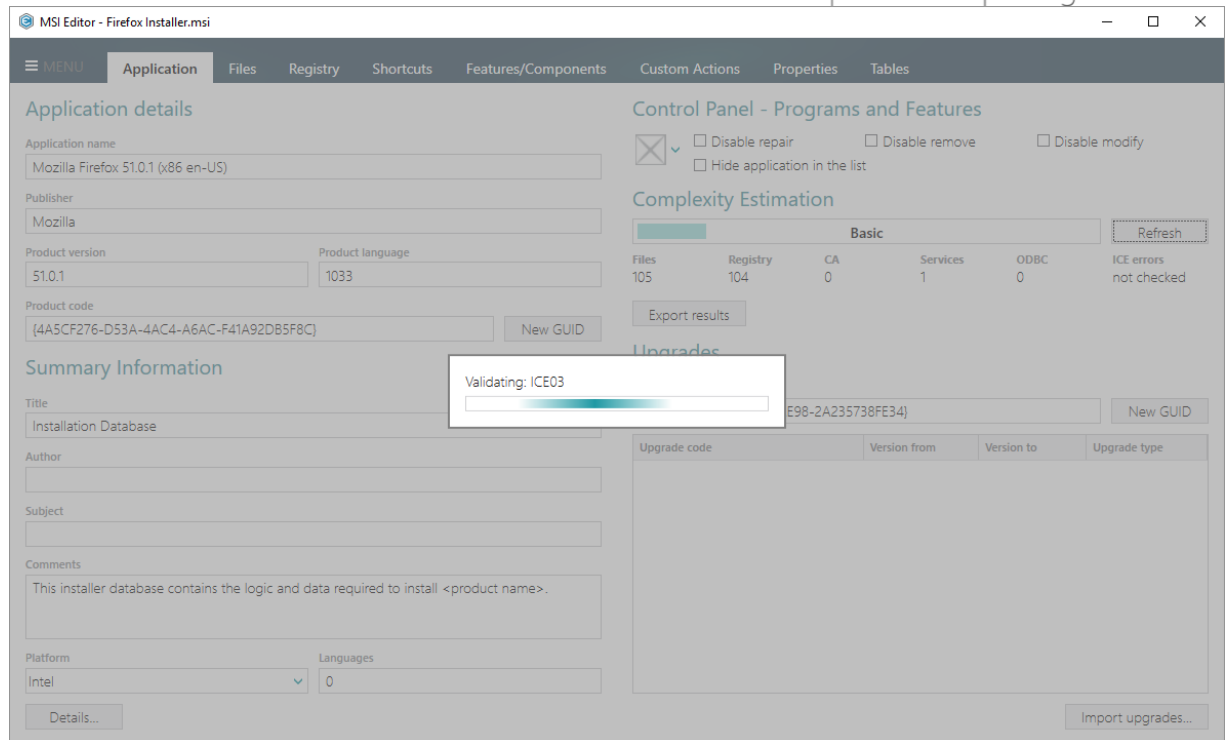 MSI Editor - Firefox Installer.msi
MENU Application Files Registry Shortcuts Features/Components Custom Actions Properties Tables
Application details
Application name
Mozilla Firefox 51.0.1 (x86 en-US)
Publisher
Mozilla
Product version Product language
51.0.1 1033
Product code
{4A5CF276-D53A-4AC4-A6AC-F41A92DB5F8C} New GUID
Summary Information
Title
Installation Database
Author
Subject
Comments
This installer database contains the logic and data required to install <product name>.
Platform Languages
Intel 0
Details...
Control Panel - Programs and Features
Disable repair Disable remove Disable modify
Hide application in the list
Complexity Estimation
Basic Refresh
Files Registry CA Services ODBC ICE errors
105 104 0 1 0 not checked
Export results
Upgrades
Validating: ICE03
E98-2A235738FE34} New GUID
Upgrade code Version from Version to Upgrade type
Import upgrades...